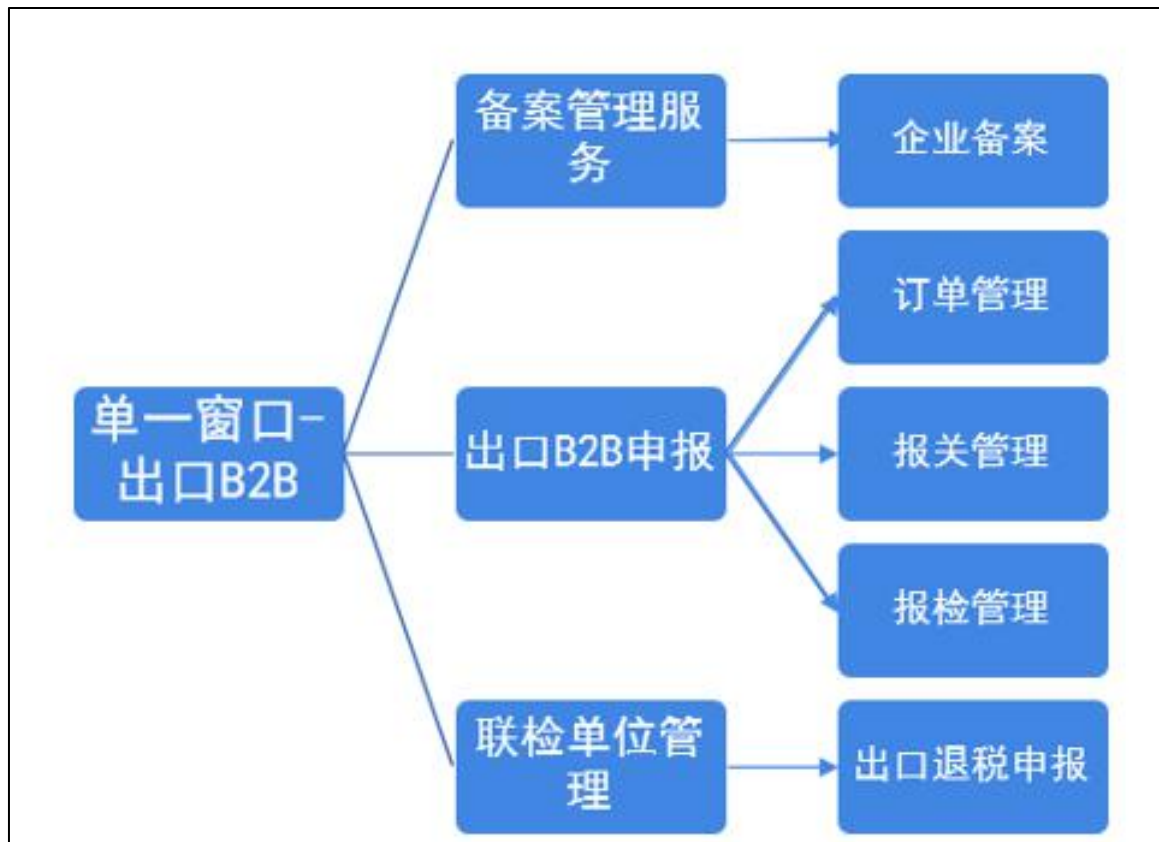 备案管理服
务
企业备案
订单管理
单一窗口-
出口B2B
出口B2B申报
报关管理
报检管理
联检单位管
理
出口退税申报